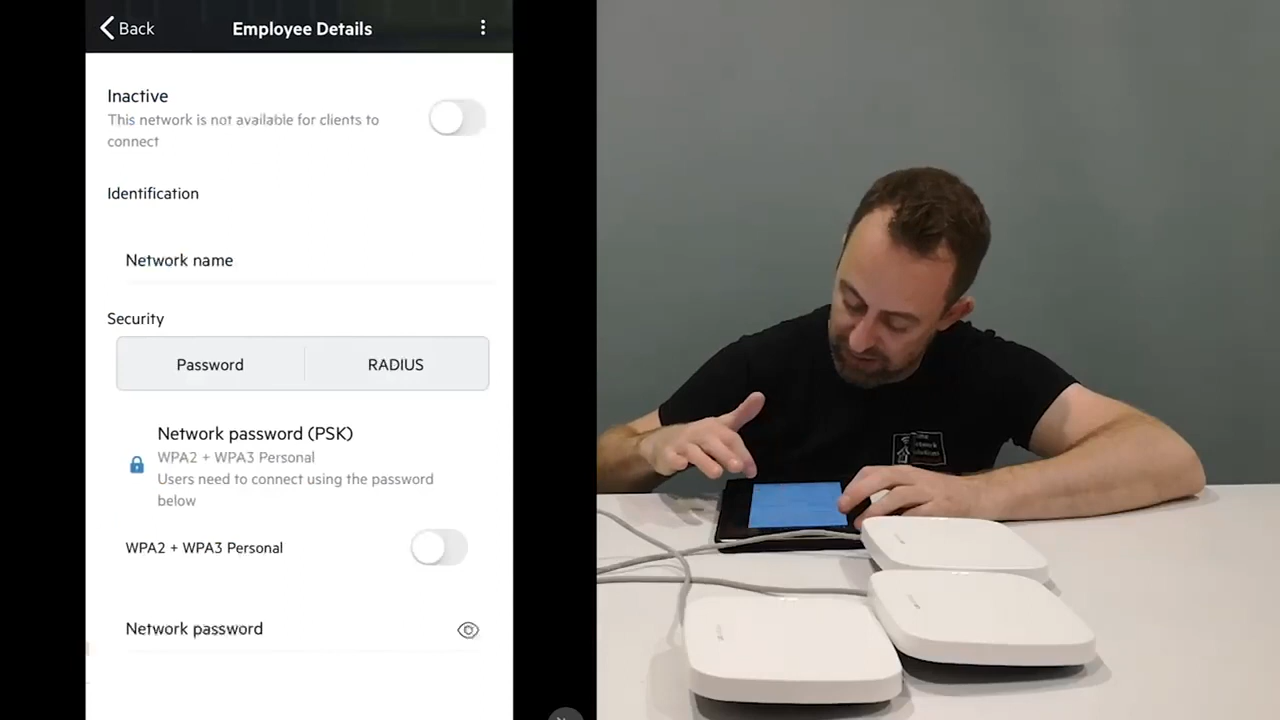 Back
Employee Details
Inactive
This network is not available for clients to
connect
Identification
Network name
Security
Password
RADIUS
Network password (PSK)
WPA2 + WPA3 Personal
Users need to connect using the password
below
WPA2 + WPA3 Personal
Network password